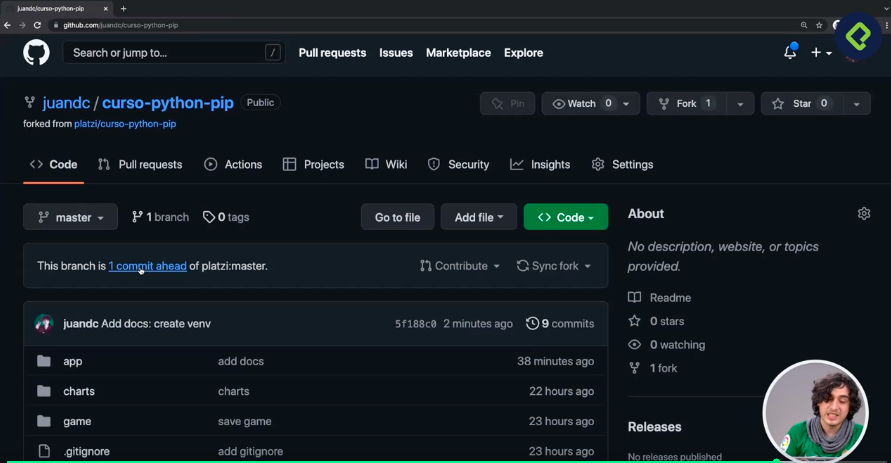 juandc/curso-python-pip
github.com/juandc/curso-python-pip
Search or jump to...
/
Pull requests
Issues
Marketplace
Explore
juandc / curso-python-pip
Public
forked from platzi/curso-python-pip
Pin
Watch 0
Fork 1
Star 0
Code
Pull requests
Actions
Projects
Wiki
Security
Insights
Settings
master
1 branch
0 tags
Go to file
Add file
Code
This branch is 1 commit ahead of platzi:master.
Contribute
Sync fork
juandc Add docs: create venv
5f188c0 2 minutes ago
9 commits
app add docs 38 minutes ago
charts charts 22 hours ago
game save game 23 hours ago
.gitignore add gitignore 23 hours ago
About
No description, website, or topics
provided.
Readme
0 stars
0 watching
1 fork
Releases
No releases published